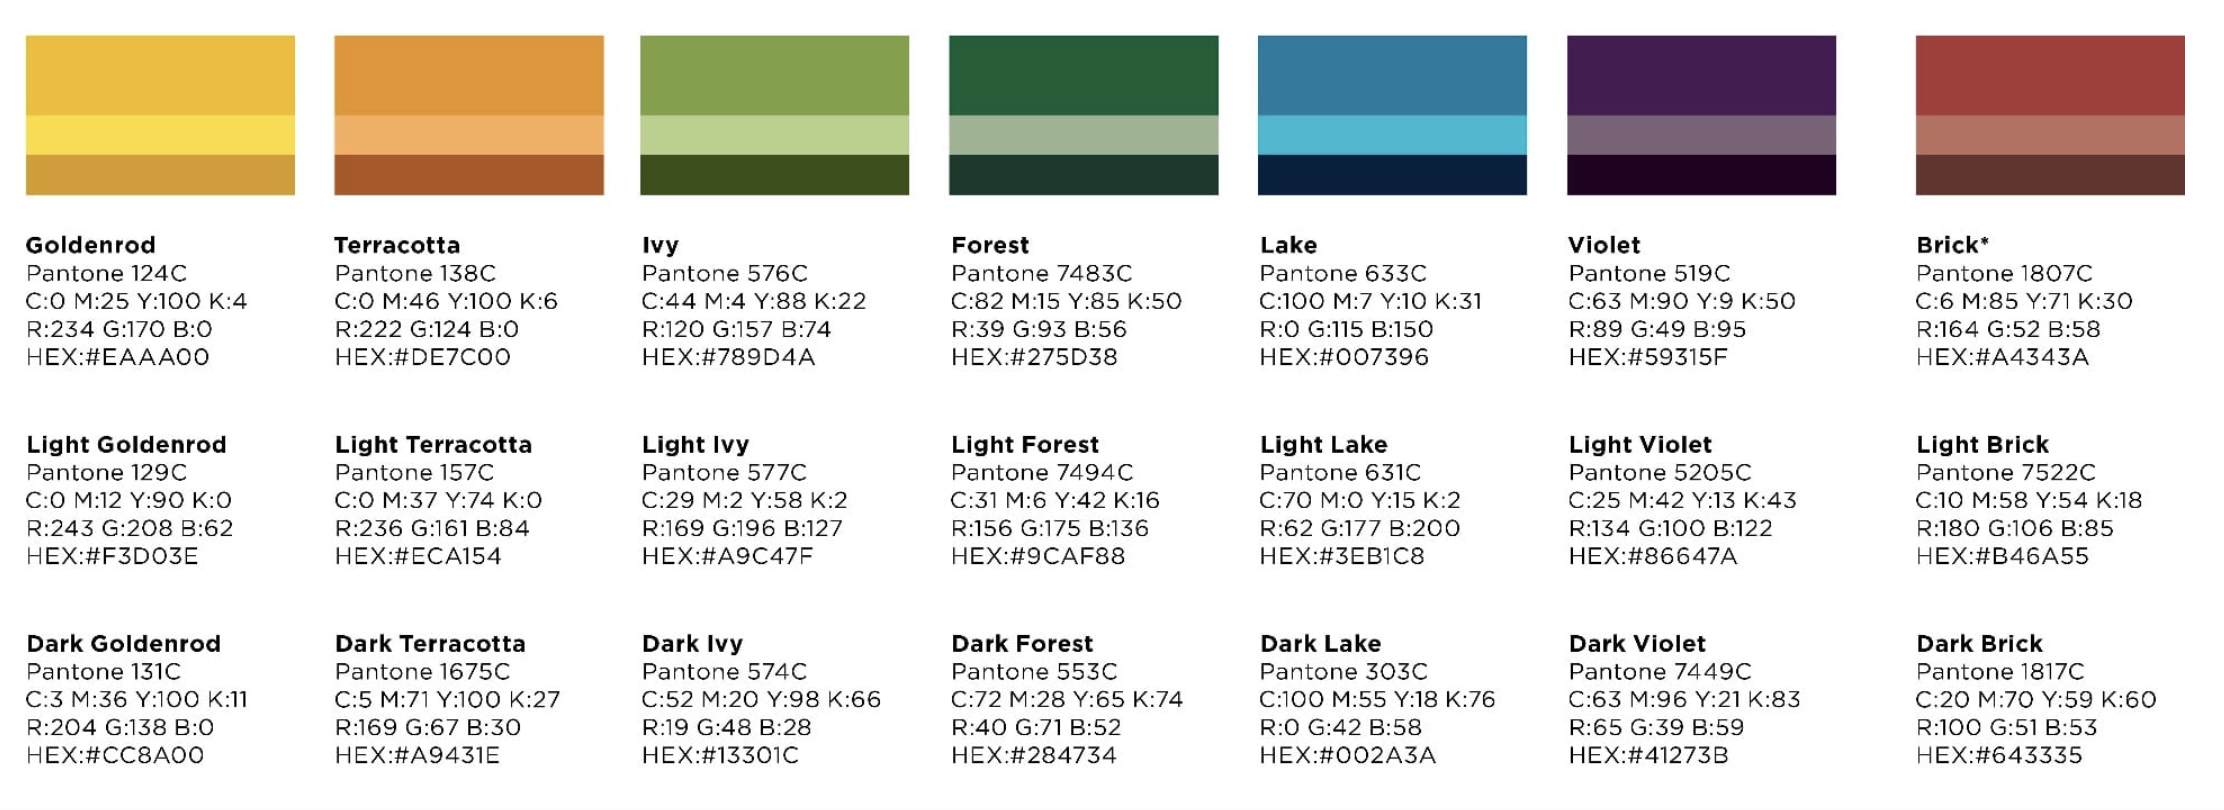 Goldenrod
Pantone 124C
C:0 M:25 Y:100 K:4
R:234 G:170 B:0
HEX:#EAAA00
Terracotta
Pantone 138C
C:0 M:46 Y:100 K:6
R:222 G:124 B:0
HEX:#DE7C00
Ivy
Pantone 576C
C:44 M:4 Y:88 K:22
R:120 G:157 B:74
HEX:#789D4A
Forest
Pantone 7483C
C:82 M:15 Y:85 K:50
R:39 G:93 B:56
HEX:#275D38
Lake
Pantone 633C
C:100 M:7 Y:10 K:31
R:0 G:115 B:150
HEX:#007396
Violet
Pantone 519C
C:63 M:90 Y:9 K:50
R:89 G:49 B:95
HEX:#59315F
Brick*
Pantone 1807C
C:6 M:85 Y:71 K:30
R:164 G:52 B:58
HEX:#A4343A
Light Goldenrod
Pantone 129C
C:0 M:12 Y:90 K:0
R:243 G:208 B:62
HEX:#F3D03E
Light Terracotta
Pantone 157C
C:0 M:37 Y:74 K:0
R:236 G:161 B:84
HEX:#ECA154
Light Ivy
Pantone 577C
C:29 M:2 Y:58 K:2
R:169 G:196 B:127
HEX:#A9C47F
Light Forest
Pantone 7494C
C:31 M:6 Y:42 K:16
R:156 G:175 B:136
HEX:#9CAF88
Light Lake
Pantone 631C
C:70 M:0 Y:15 K:2
R:62 G:177 B:200
HEX:#3EB1C8
Light Violet
Pantone 5205C
C:25 M:42 Y:13 K:43
R:134 G:100 B:122
HEX:#86647A
Light Brick
Pantone 7522C
C:10 M:58 Y:54 K:18
R:180 G:106 B:85
HEX:#B46A55
Dark Goldenrod
Pantone 131C
C:3 M:36 Y:100 K:11
R:204 G:138 B:0
HEX:#CC8A00
Dark Terracotta
Pantone 1675C
C:5 M:71 Y:100 K:27
R:169 G:67 B:30
HEX:#A9431E
Dark Ivy
Pantone 574C
C:52 M:20 Y:98 K:66
R:19 G:48 B:28
HEX:#13301C
Dark Forest
Pantone 553C
C:72 M:28 Y:65 K:74
R:40 G:71 B:52
HEX:#284734
Dark Lake
Pantone 303C
C:100 M:55 Y:18 K:76
R:0 G:42 B:58
HEX:#002A3A
Dark Violet
Pantone 7449C
C:63 M:96 Y:21 K:83
R:65 G:39 B:59
HEX:#41273B
Dark Brick
Pantone 1817C
C:20 M:70 Y:59 K:60
R:100 G:51 B:53
HEX:#643335